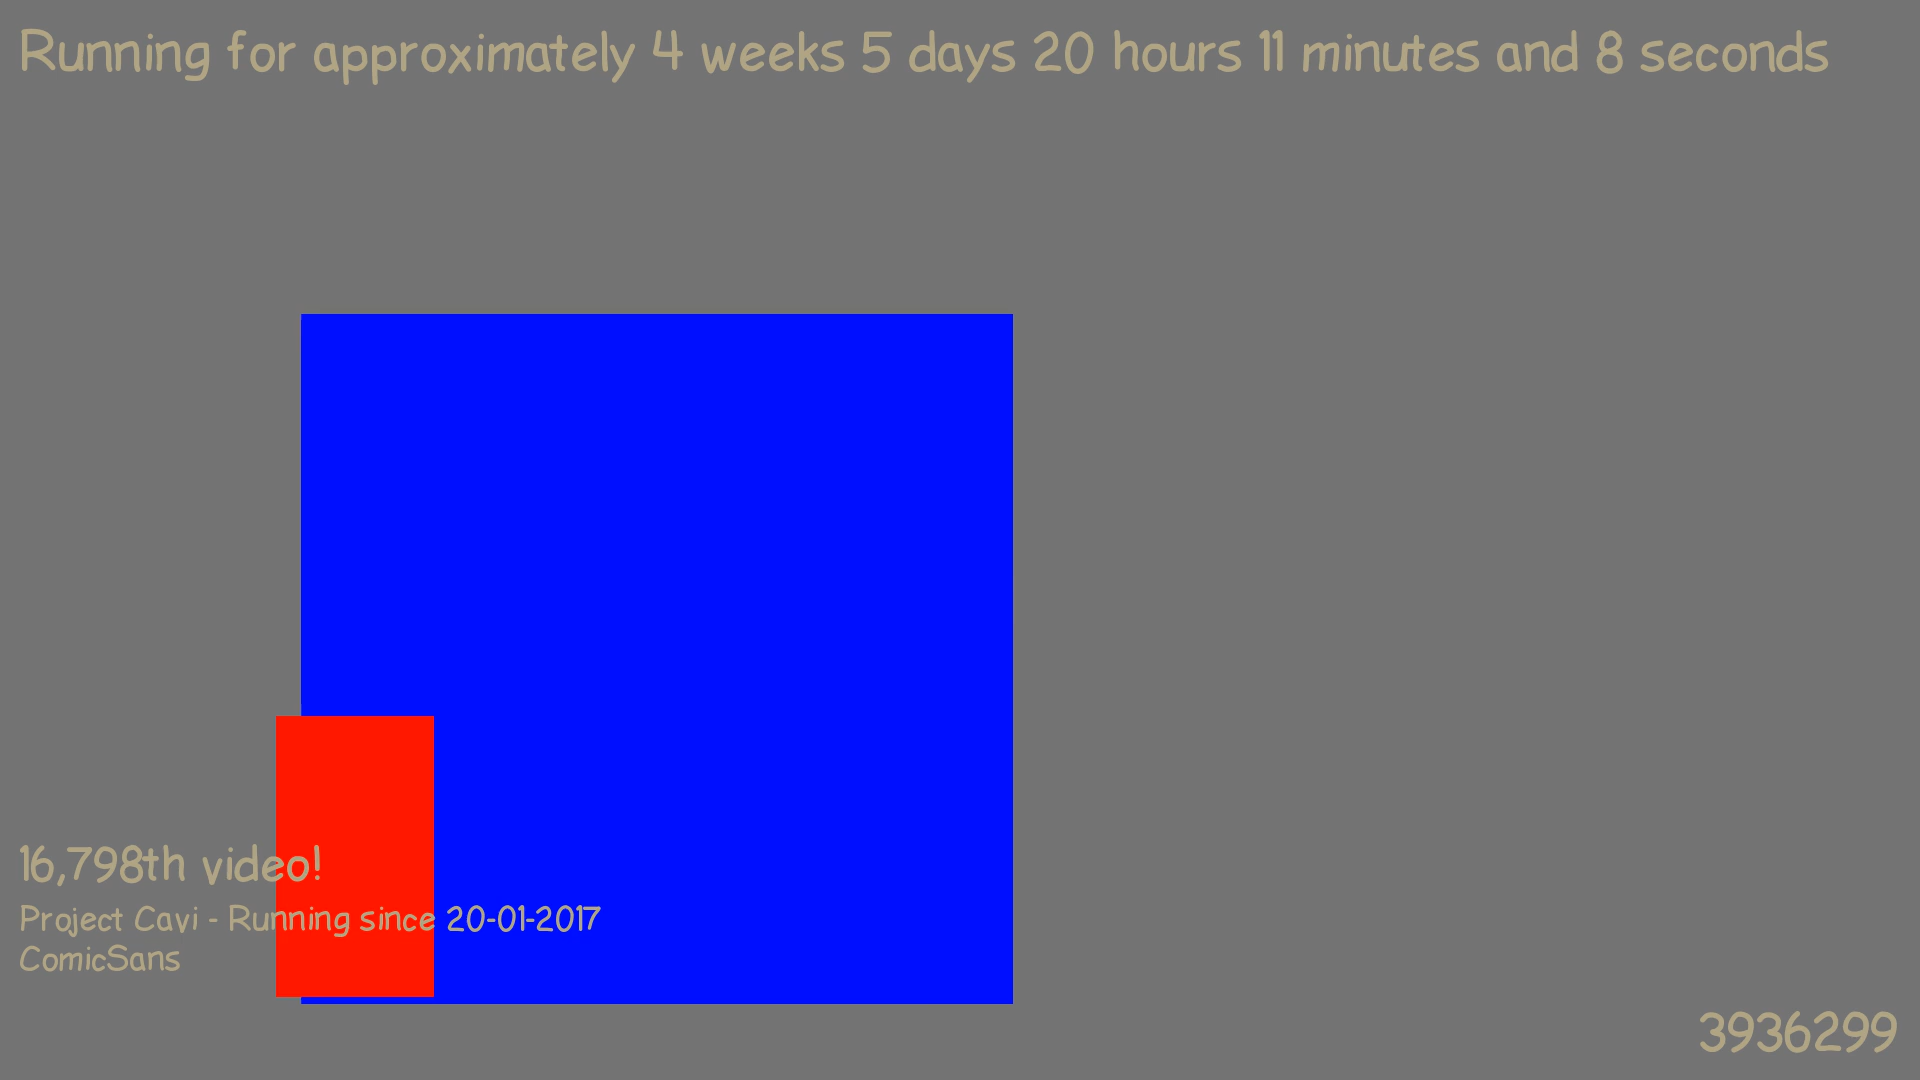 Running for approximately 4 weeks 5 days 20 hours 11 minutes and 8 seconds
16,798th video!
Project Cavi - Running since 20-01-2017
ComicSans
3936299